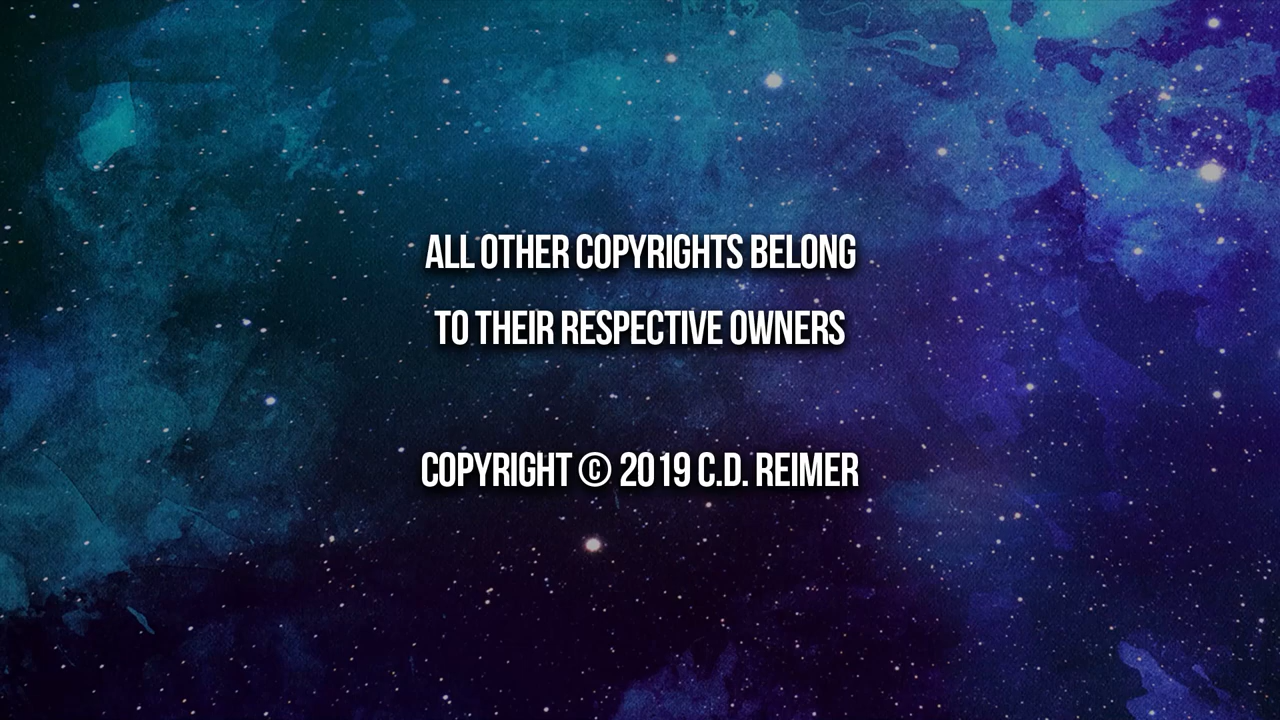 ALL OTHER COPYRIGHTS BELONG
TO THEIR RESPECTIVE OWNERS
COPYRIGHT © 2019 C.D. REIMER